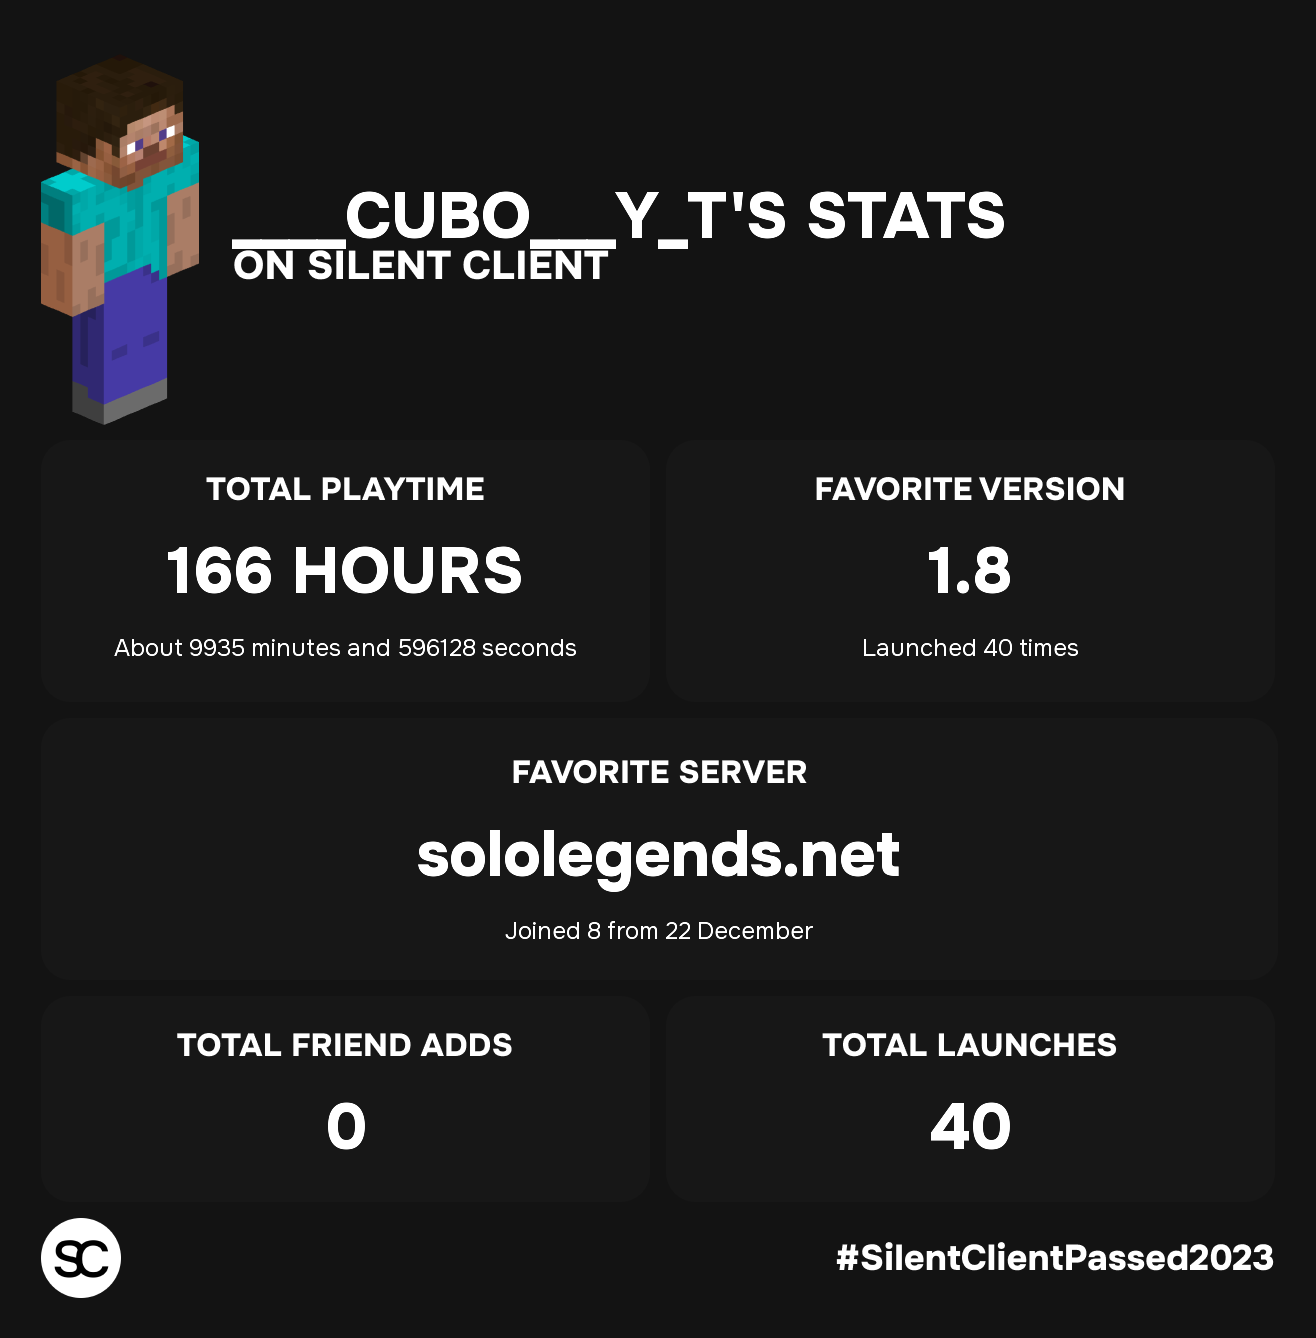 ____CUBO___Y_T'S STATS
ON SILENT CLIENT
TOTAL PLAYTIME
166 HOURS
About 9935 minutes and 596128 seconds
FAVORITE VERSION
1.8
Launched 40 times
FAVORITE SERVER
sololegends.net
Joined 8 from 22 December
TOTAL FRIEND ADDS
0
TOTAL LAUNCHES
40
SC
#SilentClientPassed2023